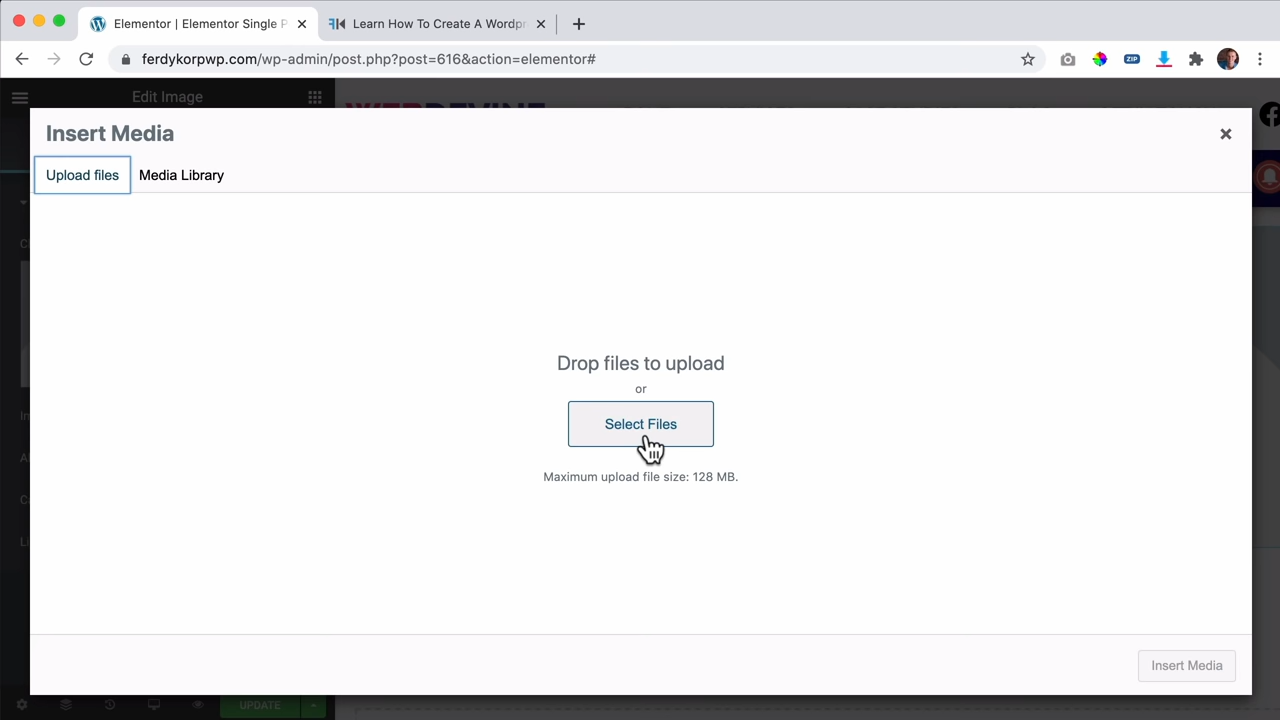 Elementor | Elementor Single P
Learn How To Create A Wordpr
ferdykorpwp.com/wp-admin/post.php?post=616&action=elementor#
ZIP
Edit Image
Insert Media
Upload files
Media Library
Drop files to upload
or
Select Files
Maximum upload file size: 128 MB.
Insert Media
UPDATE